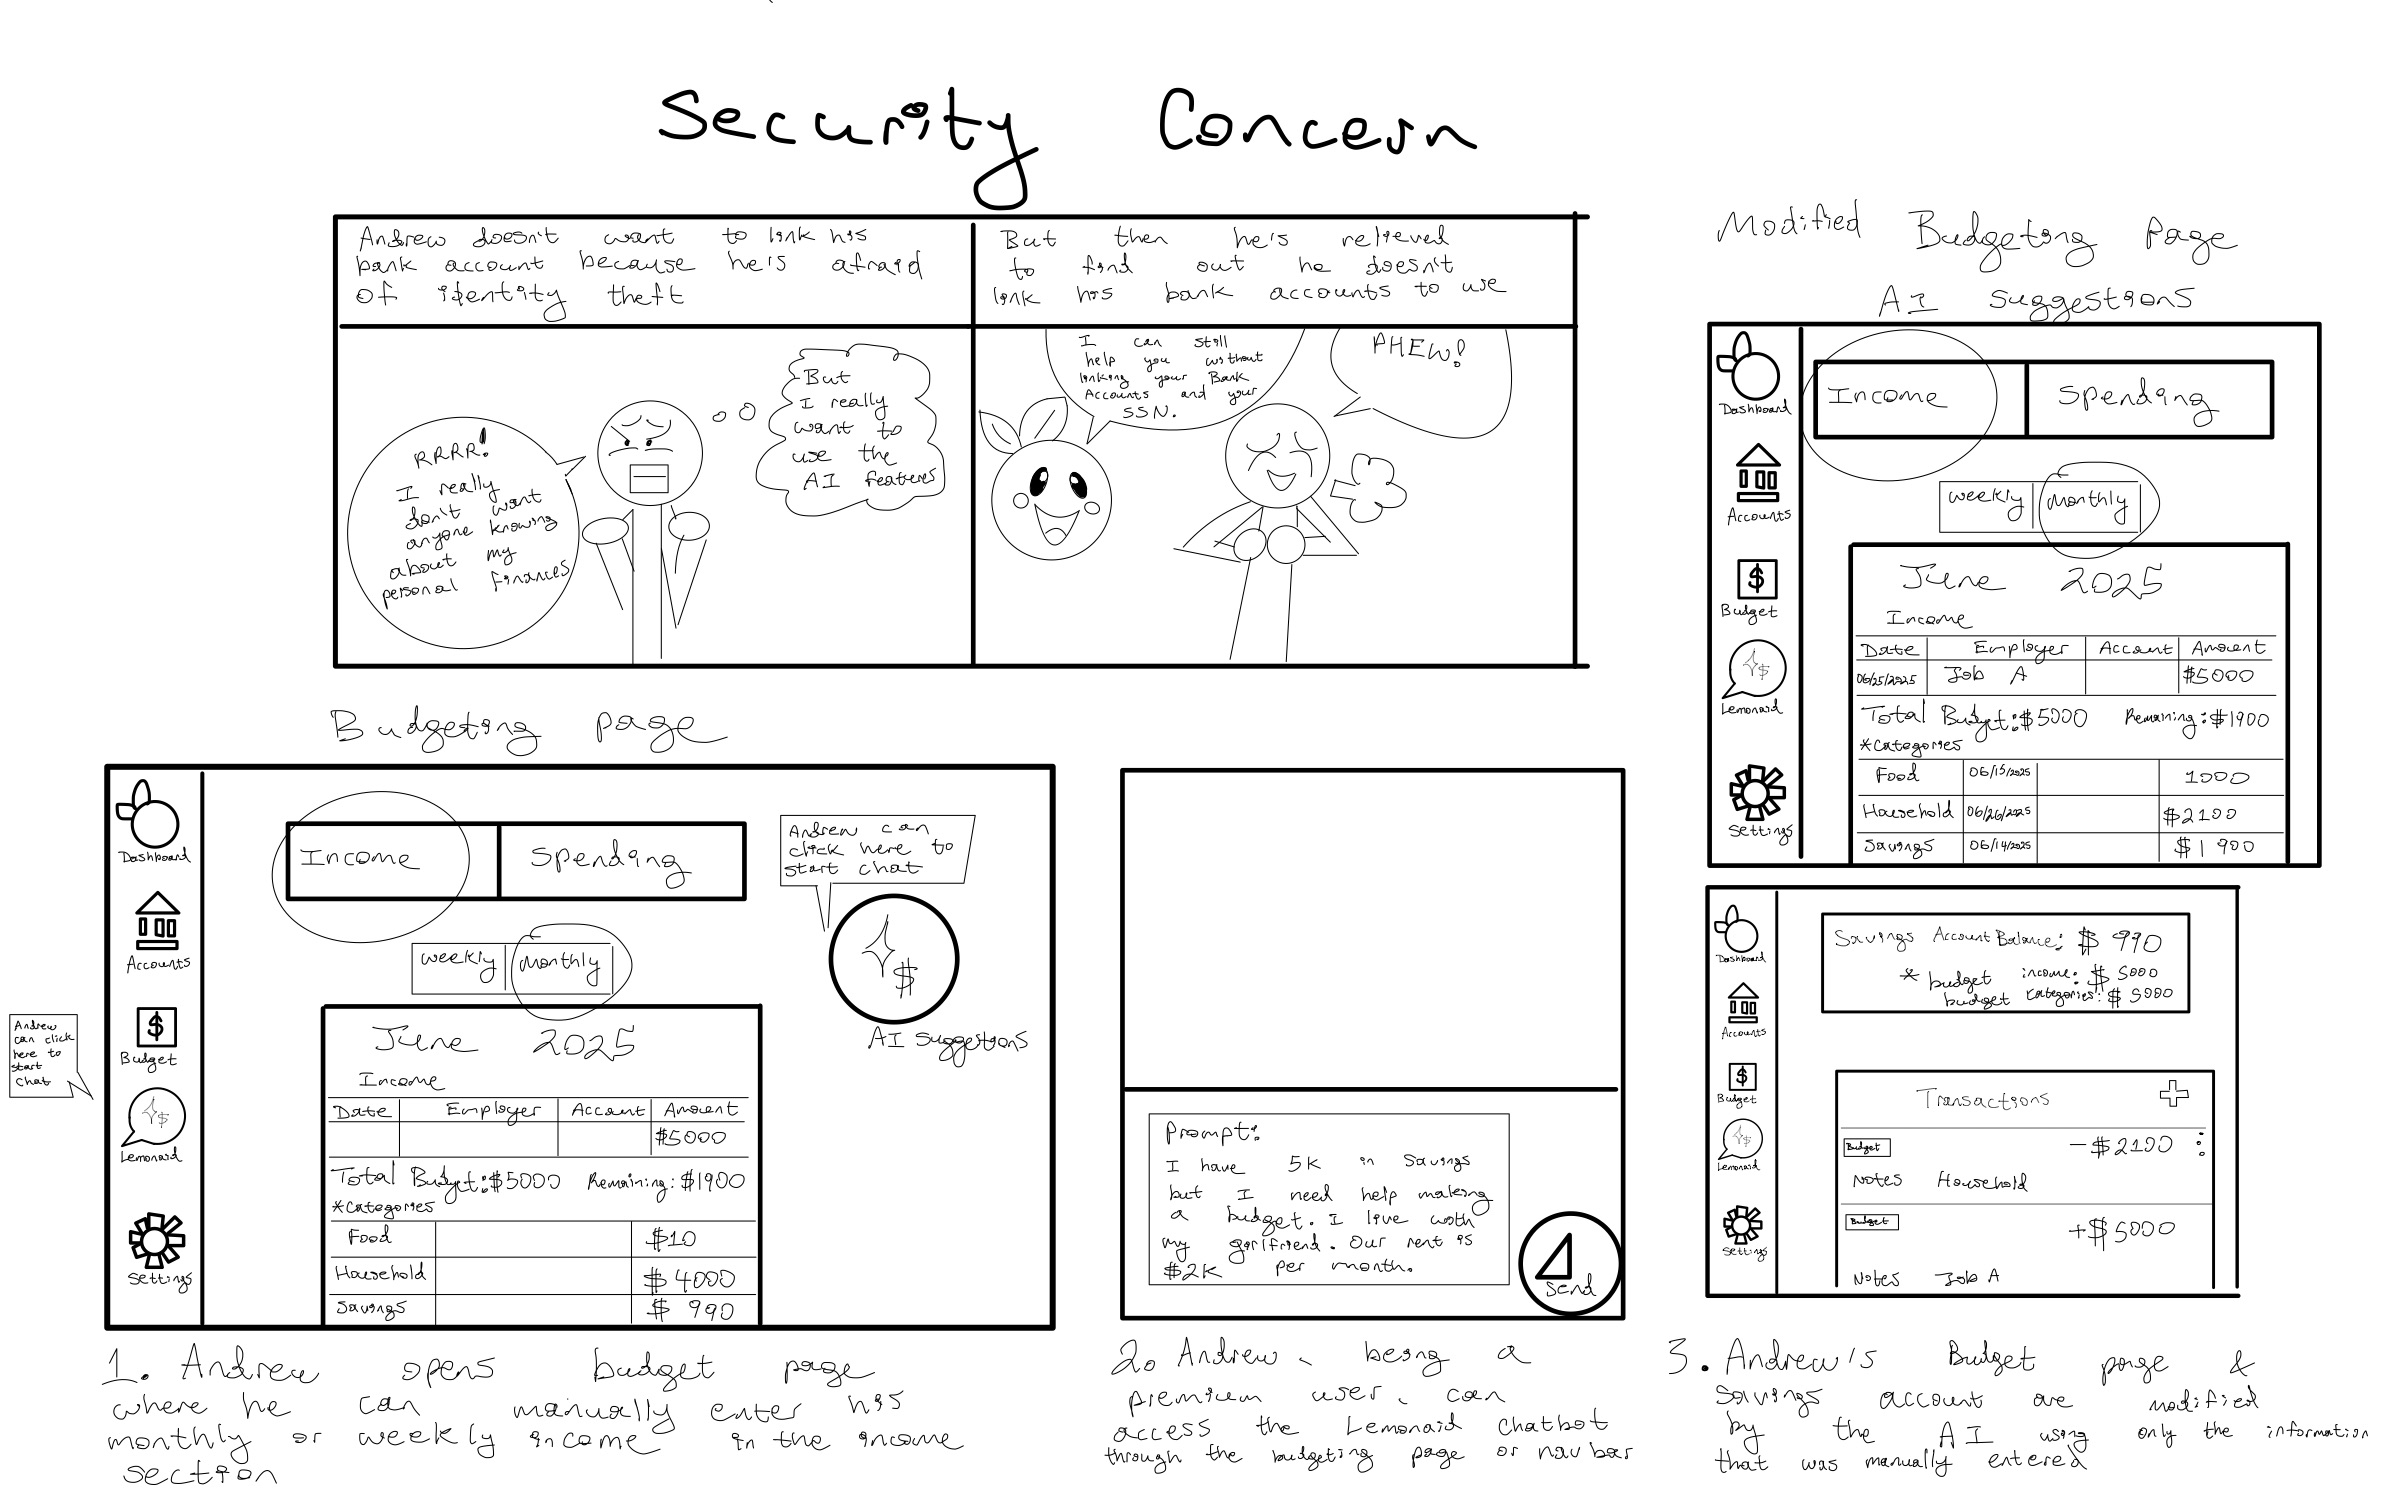 Security Concern
Andrew doesn't want to link his
bank account because he's afraid
of identity theft
But then he's relieved
to find out he doesn't
link his bank accounts to use
RRRR!
I really
don't want
anyone knowing
about my
personal finances
But
I really
want to
use the
AI features
I can still
help you without
linking your Bank
Accounts and your
SSN.
PHEW!
Budgeting page
Dashboard
Accounts
Budget
Lemonaid
Settings
Andrew
can click
here to
start
chat
Income Spending
weekly monthly
June 2025
Income
Date Employer Account Amount
$5000
Total Budget:$5000 Remaining:$1900
*Categories
Food $10
Household $4000
Savings $990
Andrew can
click here to
start chat
$
AI suggestions
1. Andrew opens budget page
where he can manually enter his
monthly or weekly income in the income
section
Prompt:
I have 5K in Savings
but I need help making
a budget. I live with
my girlfriend. Our rent is
$2K per month.
Send
2. Andrew, being a
premium user, can
access the Lemonaid chatbot
through the budgeting page or nav bar
Modified Budgeting Page
AI suggestions
Dashboard
Accounts
Budget
Lemonaid
Settings
Income Spending
weekly monthly
June 2025
Income
Date Employer Account Amount
06/25/2025 Job A $5000
Total Budget:$5000 Remaining:$1900
*Categories
Food 06/15/2025 1000
Household 06/26/2025 $2100
Savings 06/14/2025 $1900
Dashboard
Accounts
Budget
Lemonaid
Settings
Savings Account Balance: $990
* budget income: $5000
budget categories: $5000
Transactions
Budget -$2100
Notes Household
Budget +$5000
Notes Job A
3. Andrew's Budget page &
savings account are modified
by the AI using only the information
that was manually entered